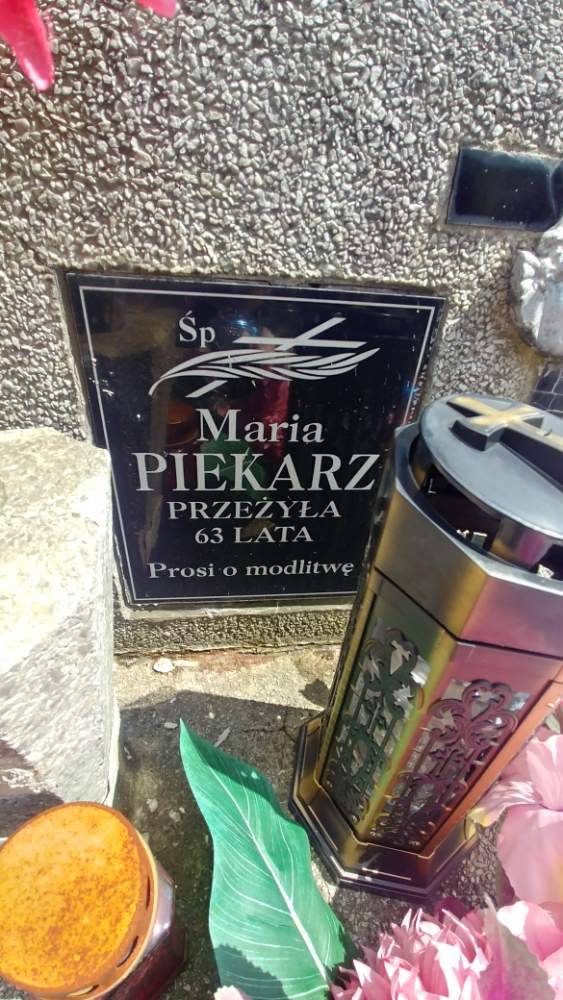 Śp
Maria
PIEKARZ
PRZEŻYŁA
63 LATA
Prosi o modlitwę